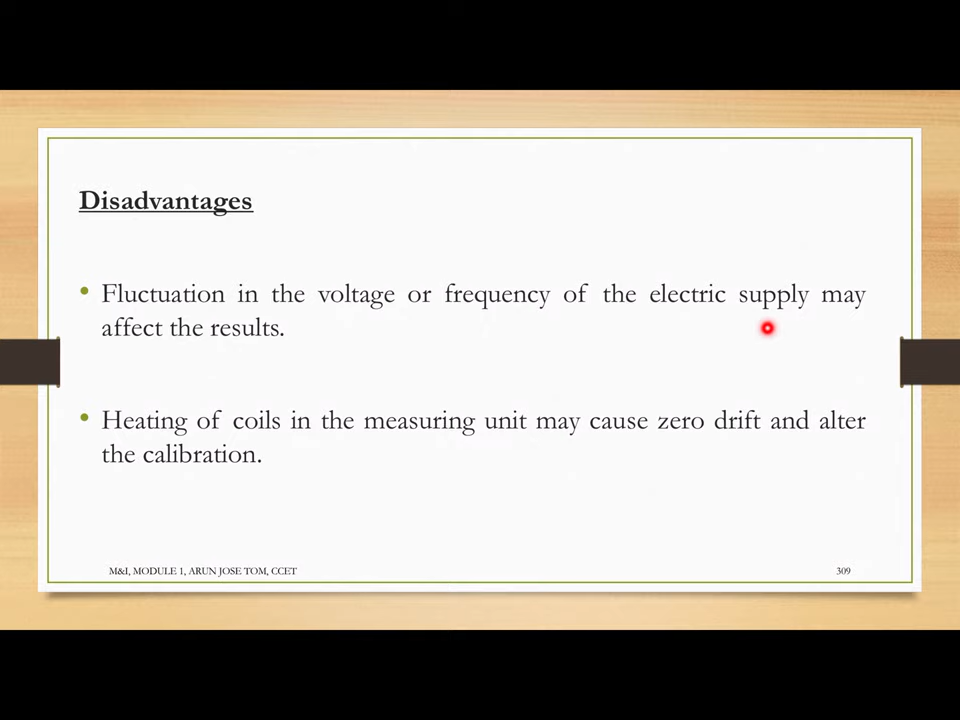 Disadvantages
• Fluctuation in the voltage or frequency of the electric supply may
affect the results.
• Heating of coils in the measuring unit may cause zero drift and alter
the calibration.
M&I, MODULE 1, ARUN JOSE TOM, CCET
309